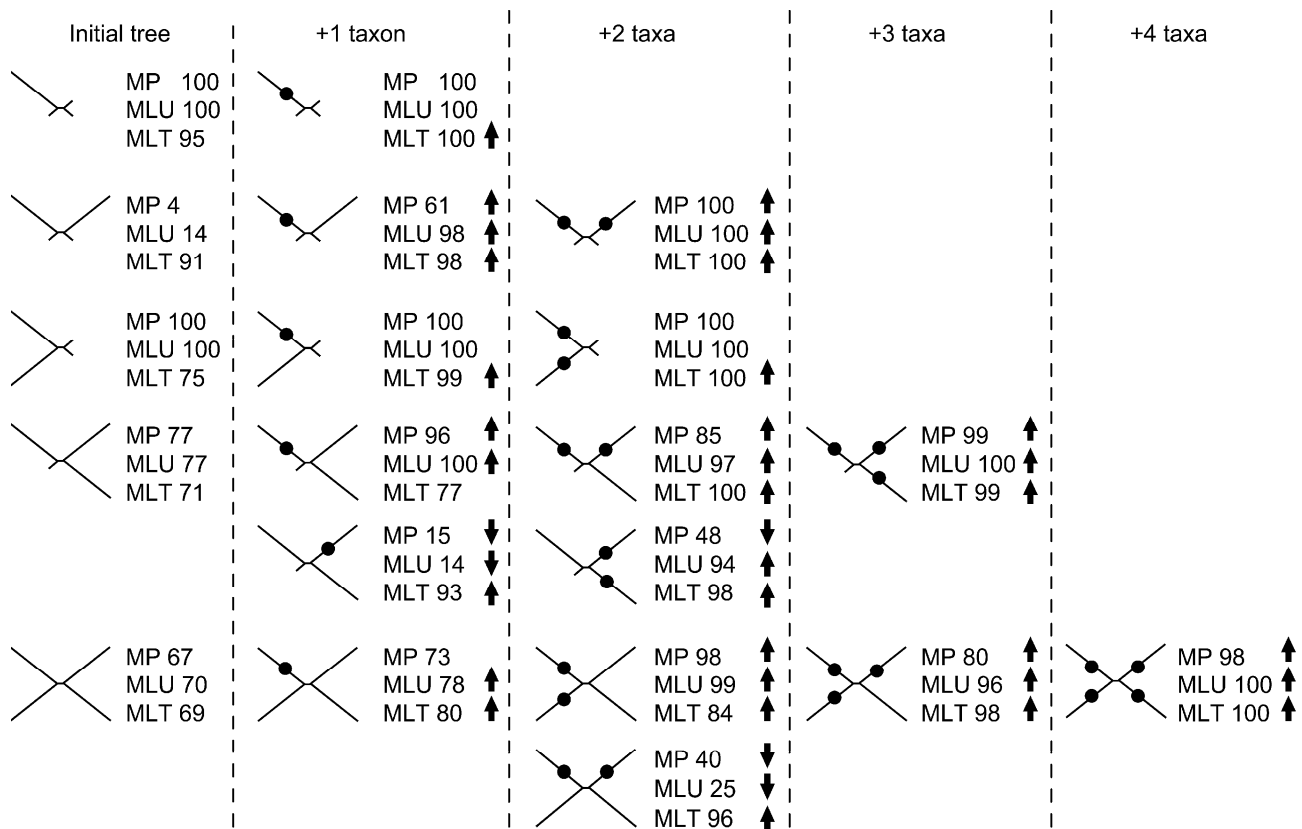 Initial tree
+1 taxon
+2 taxa
+3 taxa
+4 taxa
MP 100
MLU 100
MLT 95
MP 100
MLU 100
MLT 100
MP 4
MLU 14
MLT 91
MP 61
MLU 98
MLT 98
MP 100
MLU 100
MLT 100
MP 100
MLU 100
MLT 75
MP 100
MLU 100
MLT 99
MP 100
MLU 100
MLT 100
MP 77
MLU 77
MLT 71
MP 96
MLU 100
MLT 77
MP 85
MLU 97
MLT 100
MP 99
MLU 100
MLT 99
MP 15
MLU 14
MLT 93
MP 48
MLU 94
MLT 98
MP 67
MLU 70
MLT 69
MP 73
MLU 78
MLT 80
MP 98
MLU 99
MLT 84
MP 80
MLU 96
MLT 98
MP 98
MLU 100
MLT 100
MP 40
MLU 25
MLT 96